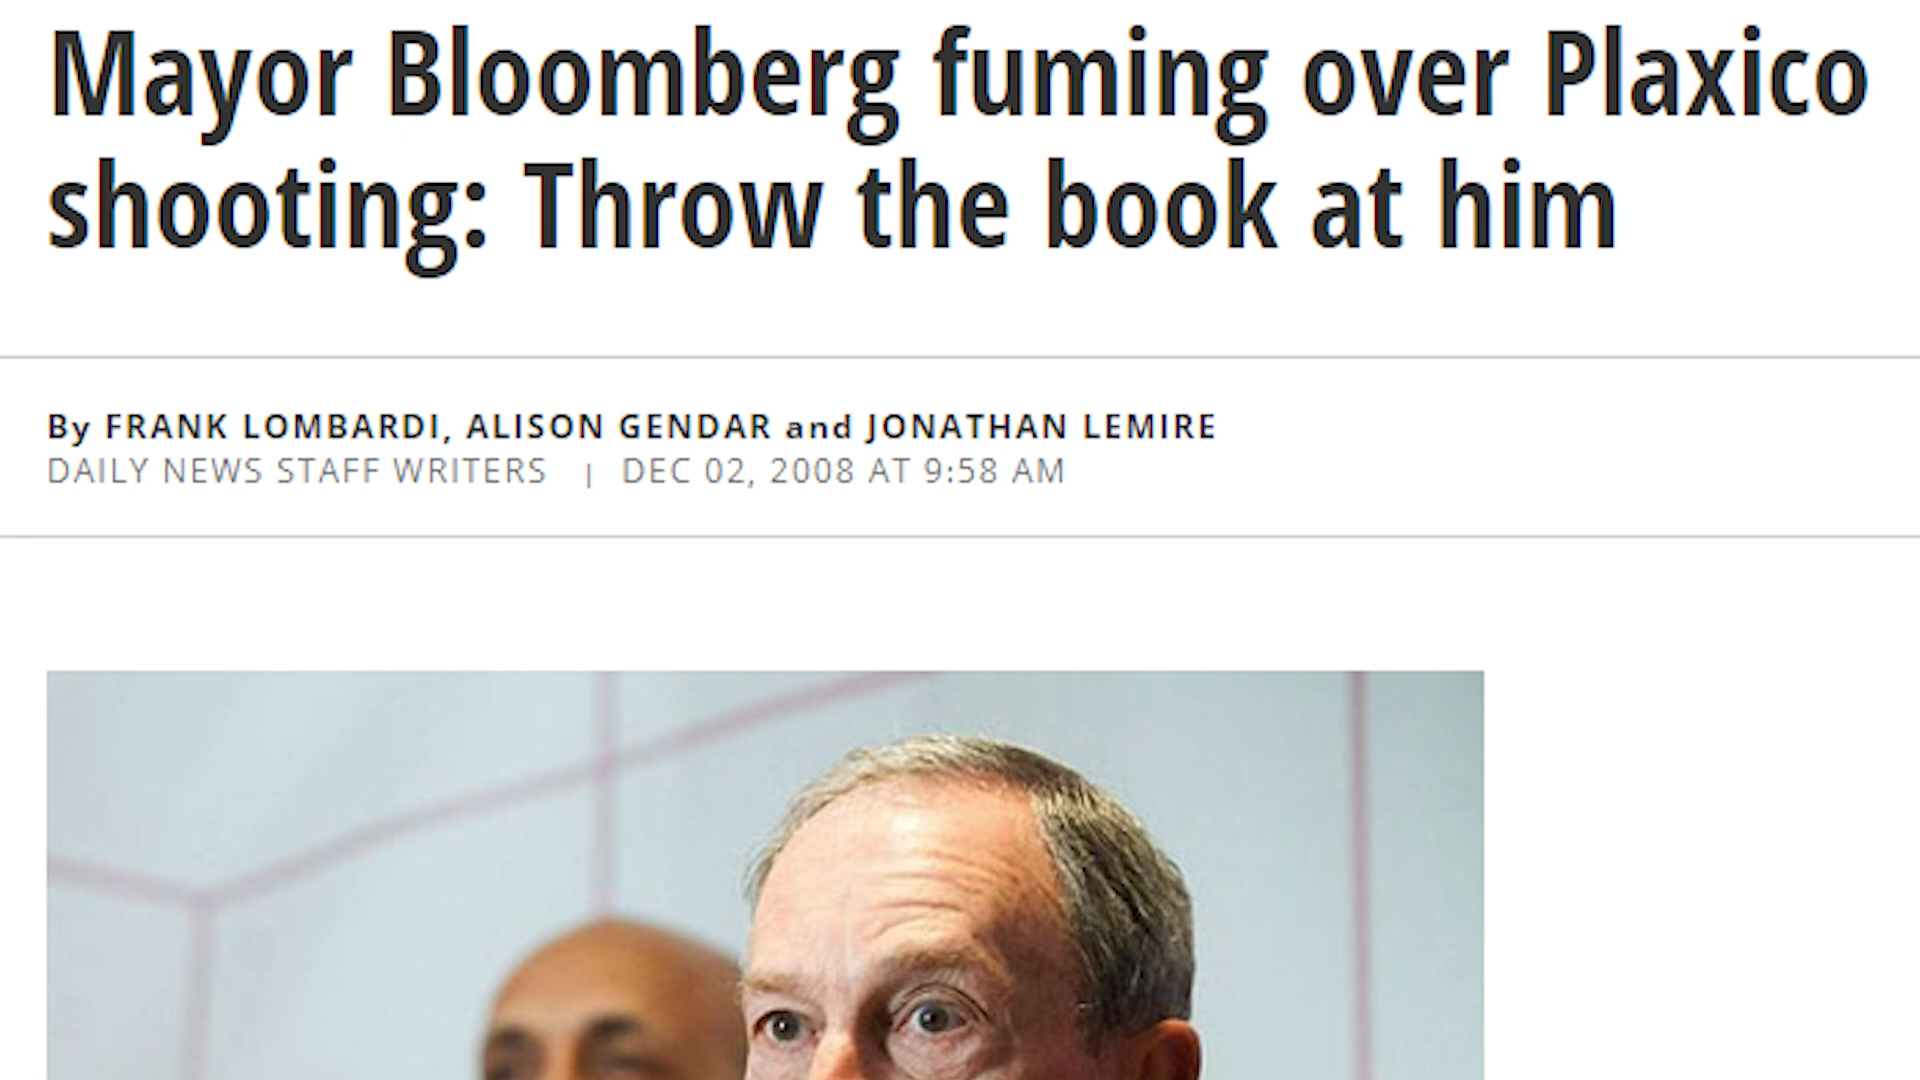 Mayor Bloomberg fuming over Plaxico
shooting: Throw the book at him
By FRANK LOMBARDI, ALISON GENDAR and JONATHAN LEMIRE
DAILY NEWS STAFF WRITERS | DEC 02, 2008 AT 9:58 AM